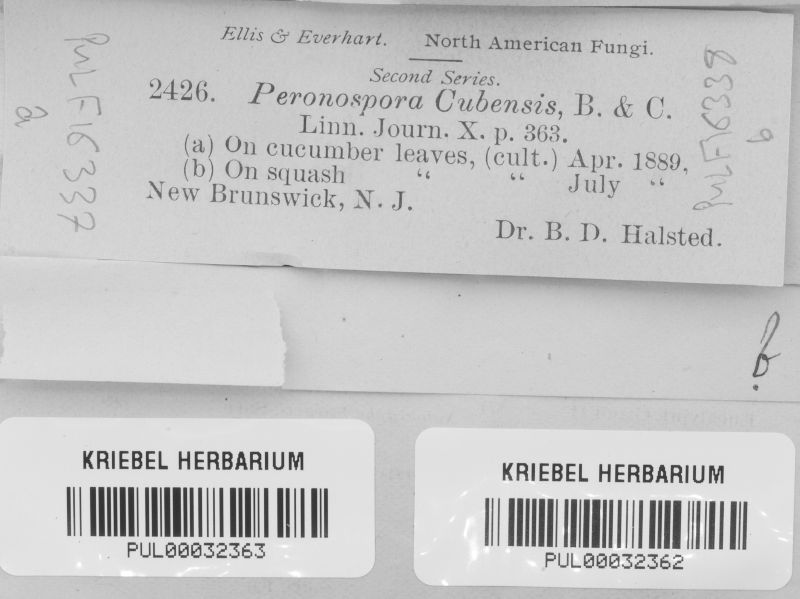 Ellis & Everhart. North American Fungi.
Second Series.
2426. Peronospora Cubensis, B. & C.
Linn. Journ. X. p. 363.
(a) On cucumber leaves, (cult.) Apr. 1889,
(b) On squash “ “ July “
New Brunswick, N. J.
Dr. B. D. Halsted.
PUL F16337
a
PUL F16338
b
KRIEBEL HERBARIUM
PUL00032363
KRIEBEL HERBARIUM
PUL00032362